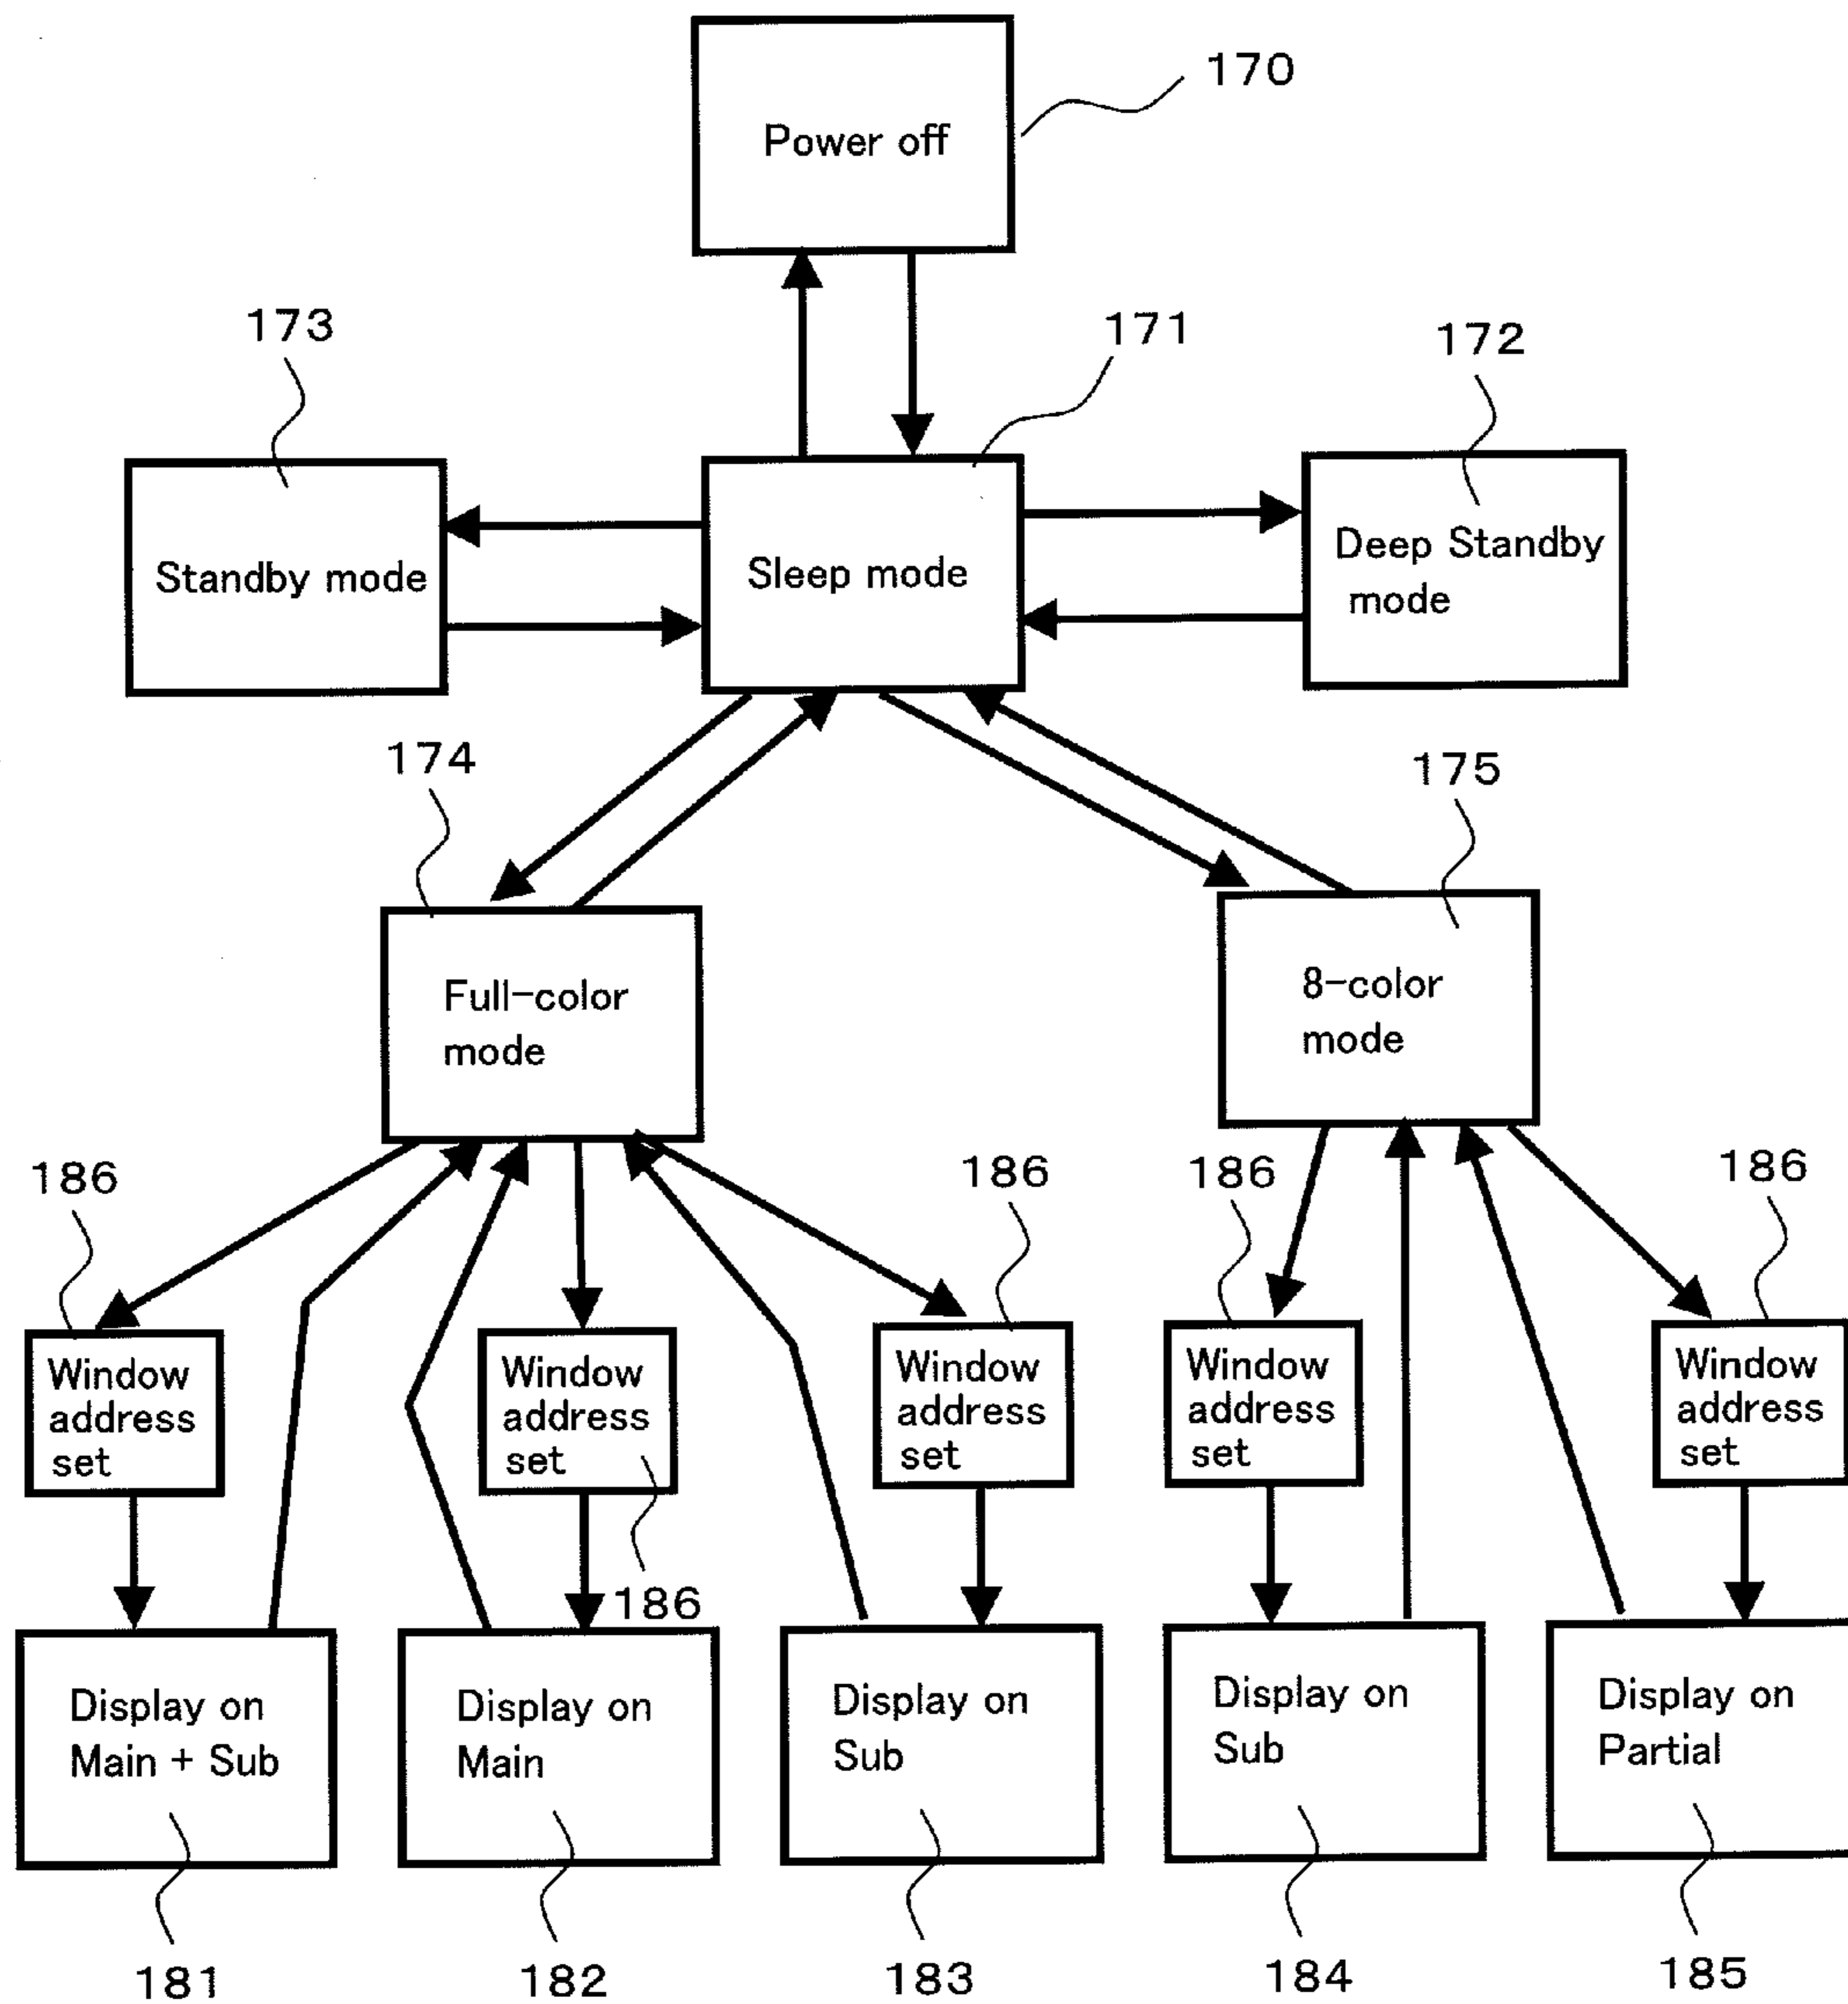 170
Power off
173
171
172
Standby mode
Sleep mode
Deep Standby
mode
174
175
Full-color
mode
8-color
mode
186
186
186
186
Window
address
set
Window
address
set
186
Window
address
set
Window
address
set
Window
address
set
Display on
Main + Sub
Display on
Main
Display on
Sub
Display on
Sub
Display on
Partial
181
182
183
184
185